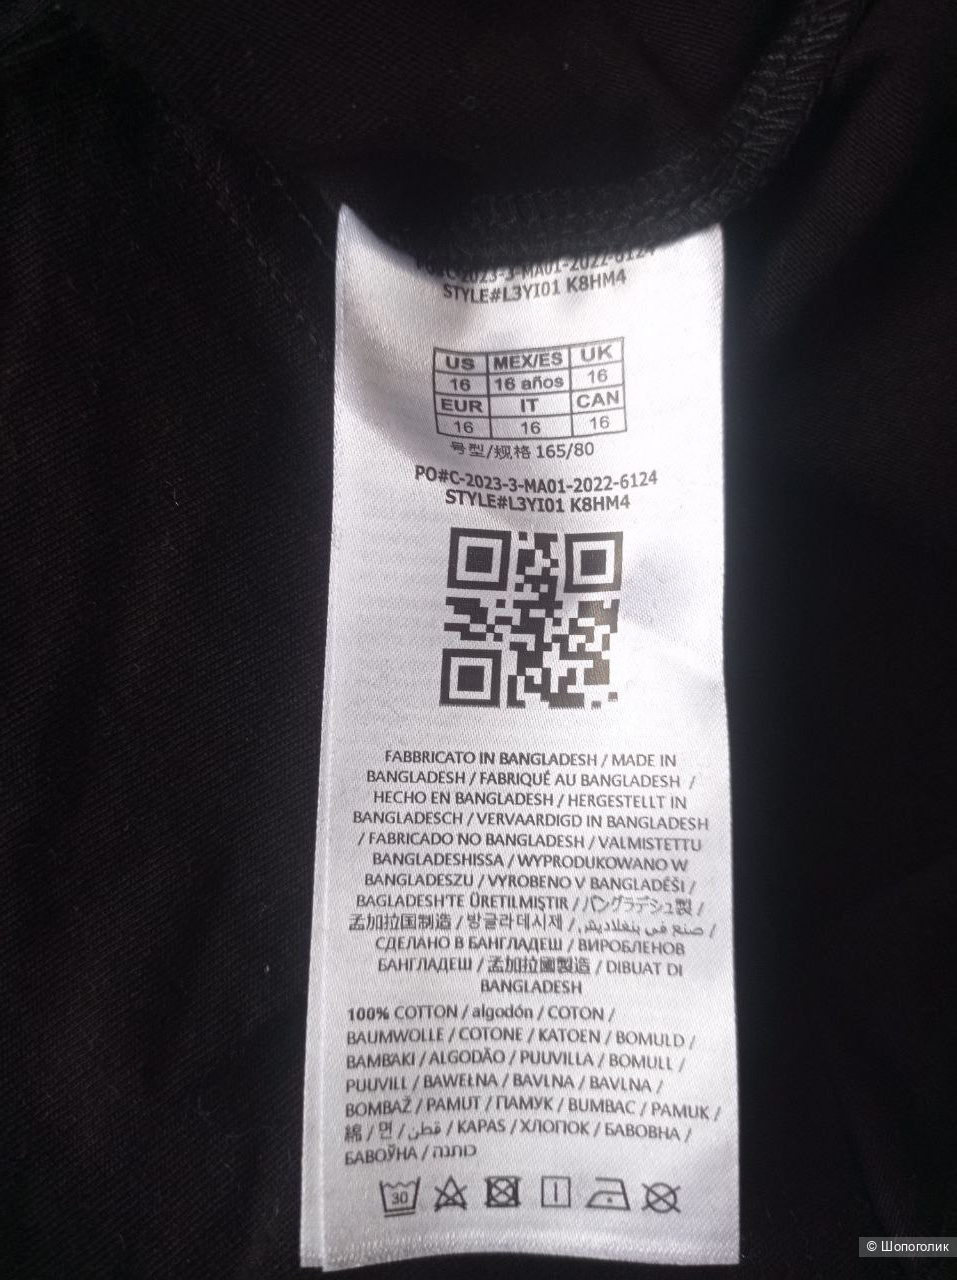 PO#C-2023-3-MA01-2022-6124
STYLE#L3YI01 K8HM4
US MEX/ES UK
16 16 años 16
EUR IT CAN
16 16 16
号型/规格 165/80
PO#C-2023-3-MA01-2022-6124
STYLE#L3YI01 K8HM4
FABBRICATO IN BANGLADESH / MADE IN
BANGLADESH / FABRIQUÉ AU BANGLADESH /
HECHO EN BANGLADESH / HERGESTELLT IN
BANGLADESCH / VERVAARDIGD IN BANGLADESH
/ FABRICADO NO BANGLADESH / VALMISTETTU
BANGLADESHISSA / WYPRODUKOWANO W
BANGLADESZU / VYROBENO V BANGLADÉŠI /
BAGLADESH'TE ÜRETILMIŞTIR / バングラデシュ製 /
孟加拉国制造 / 방글라데시제 / صنع في بنغلاديش. /
СДЕЛАНО В БАНГЛАДЕШ / ВИРОБЛЕНОВ
БАНГЛАДЕШ / 孟加拉國製造 / DIBUAT DI
BANGLADESH
100% COTTON / algodón / COTON /
BAUMWOLLE / COTONE / KATOEN / BOMULD /
BAMBAKI / ALGODÃO / PUUVILLA / BOMULL /
PUUVILL / BAWEŁNA / BAVLNA / BAVLNA /
BOMBAŽ / PAMUT / ПАМУК / BUMBAC / PAMUK /
綿 / 면 / قطن / KAPAS / ХЛОПОК / БАВОВНА /
БАВОЎНА / כותנה
30
© Шопоголик